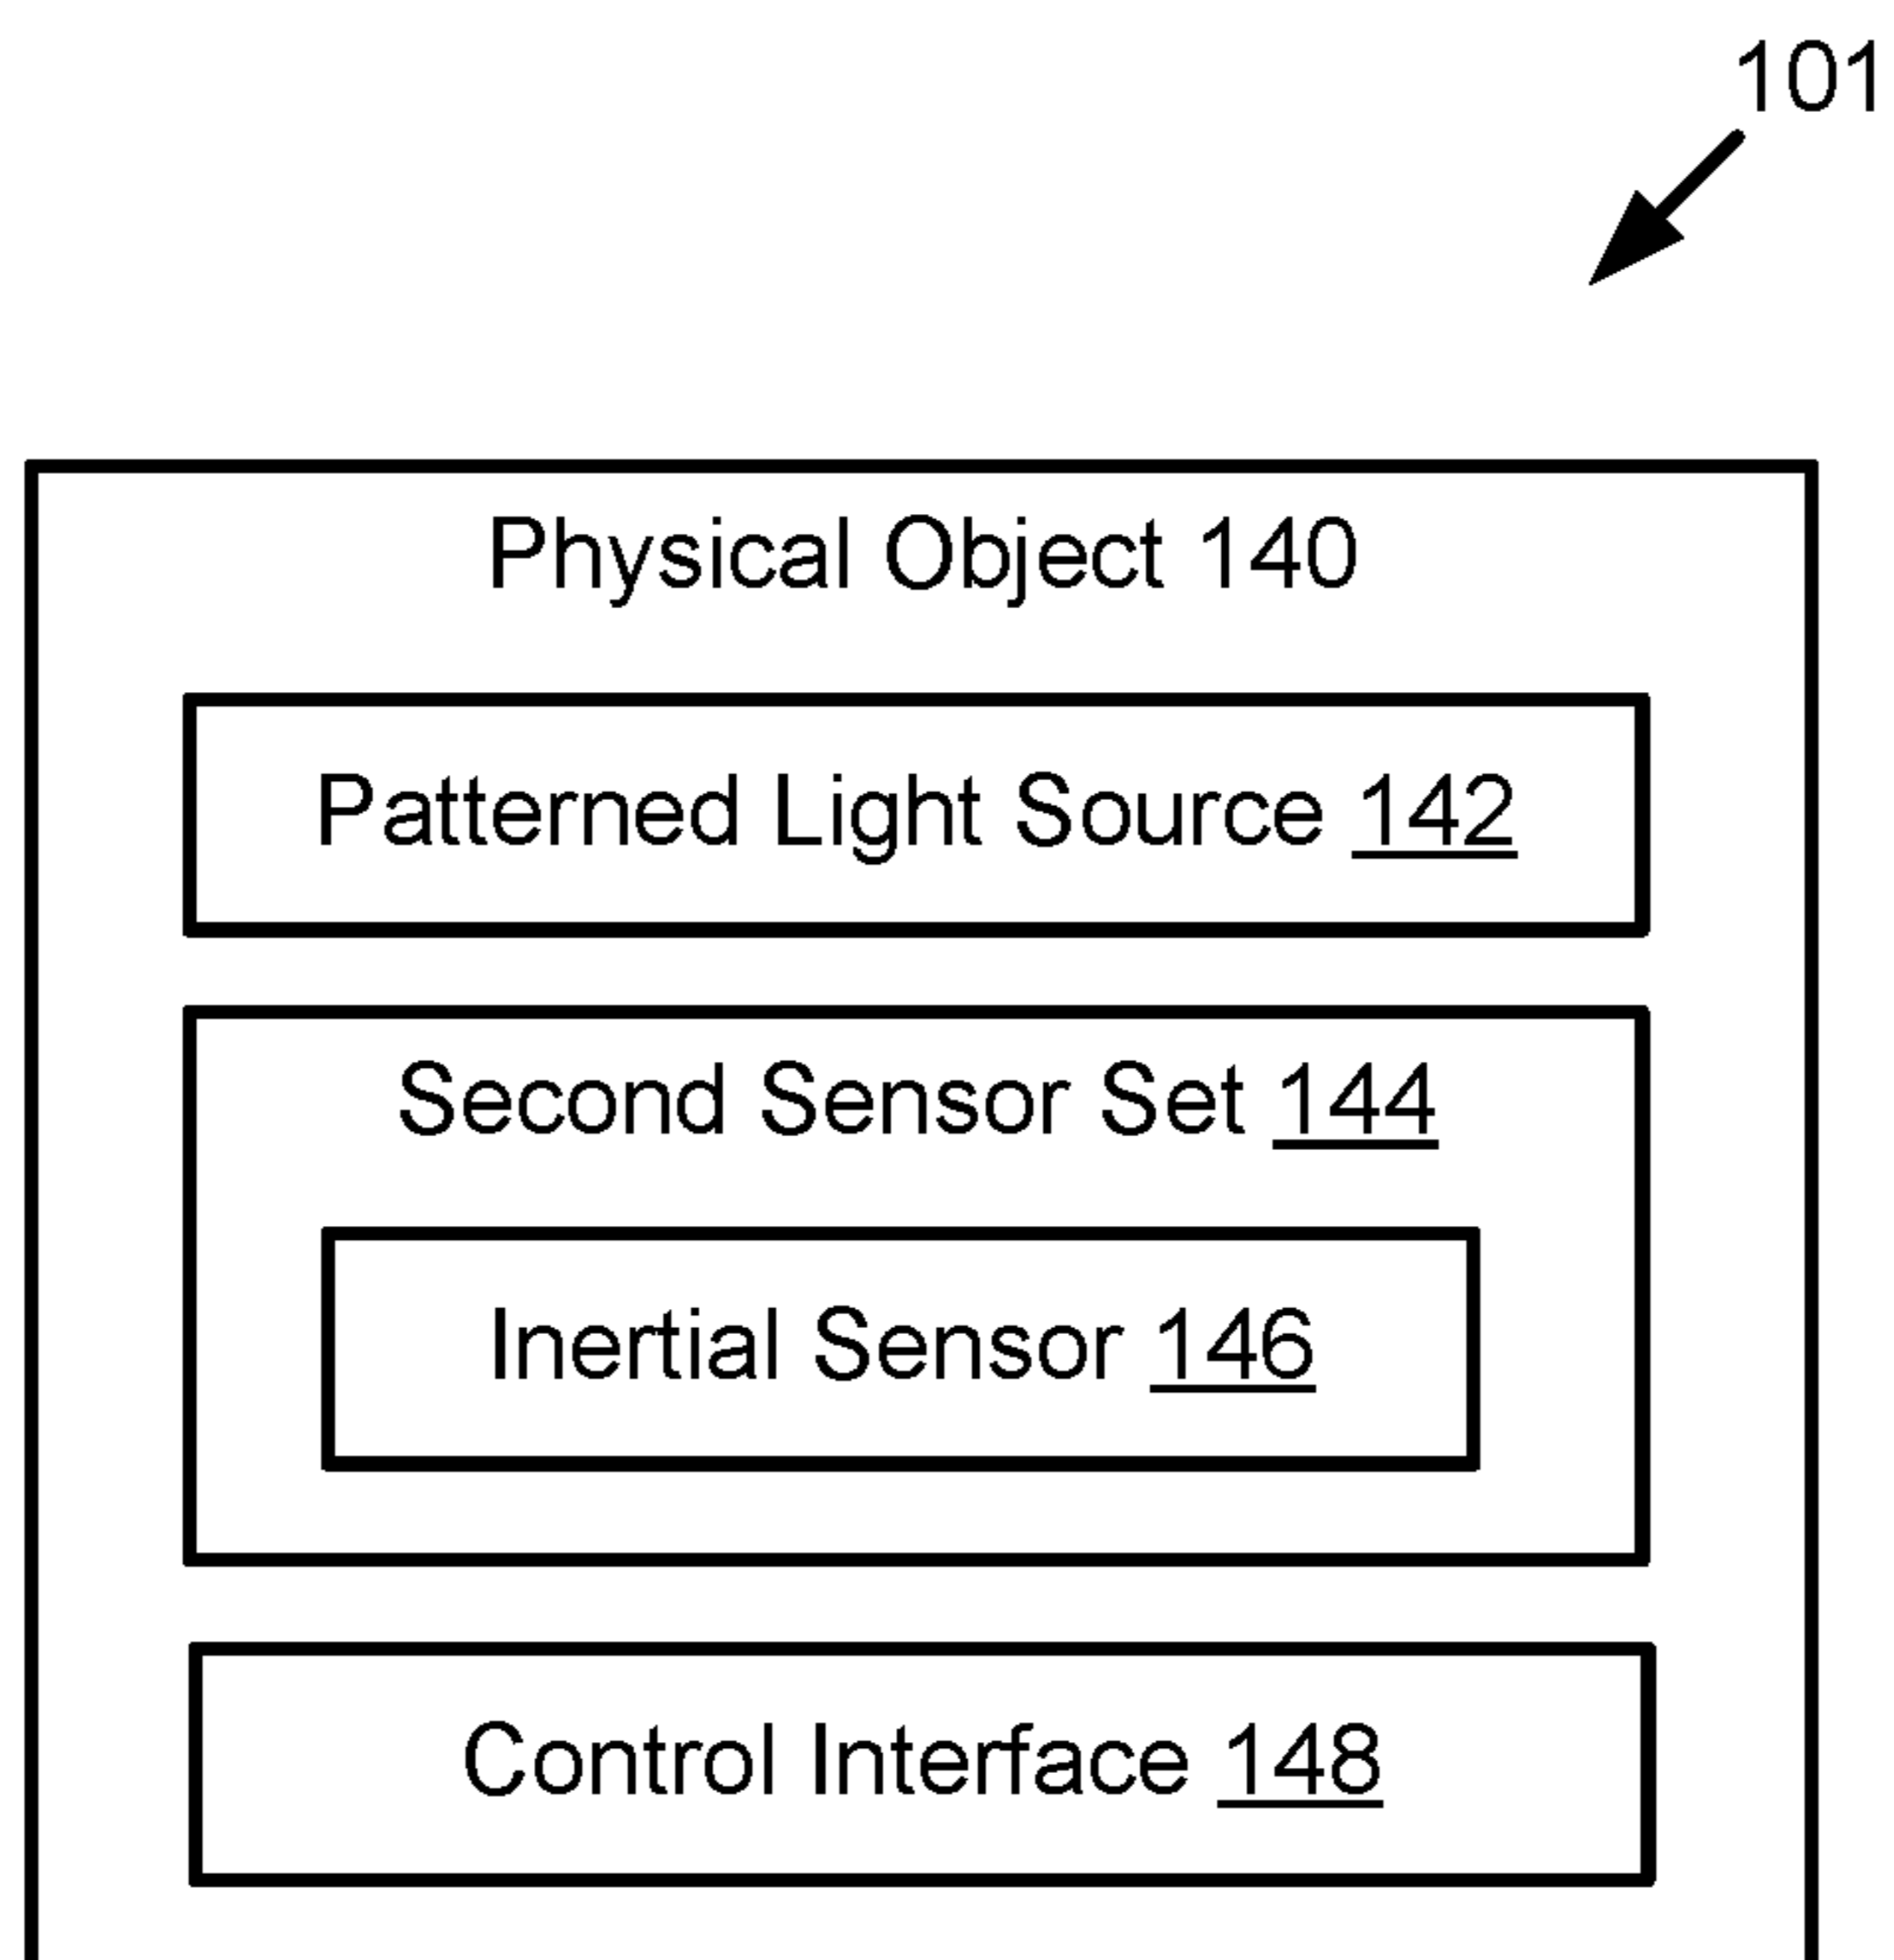 101
Physical Object 140
Patterned Light Source 142
Second Sensor Set 144
Inertial Sensor 146
Control Interface 148